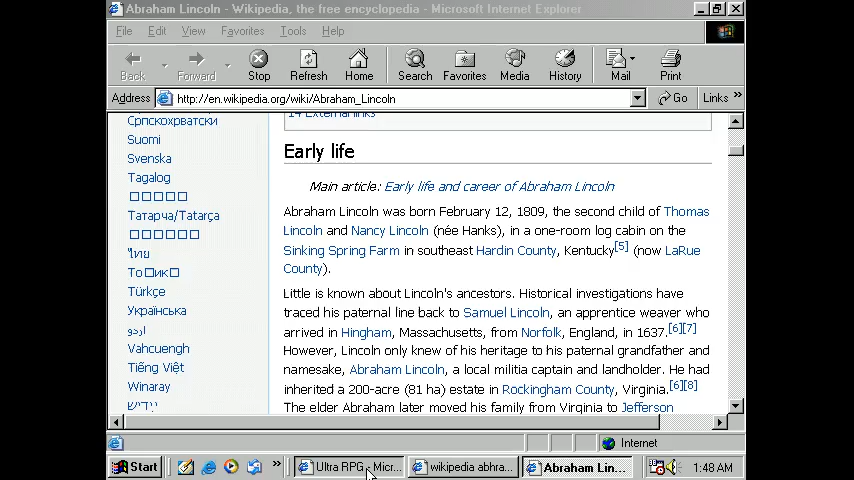 Abraham Lincoln - Wikipedia, the free encyclopedia - Microsoft Internet Explorer
File Edit View Favorites Tools Help
Back Forward Stop Refresh Home Search Favorites Media History Mail Print
Address http://en.wikipedia.org/wiki/Abraham_Lincoln Go Links »
14 External links
Српскохрватски
Suomi
Svenska
Tagalog
Татарча/Tatarça
ไทย
Türkçe
Українська
اردو
Vahcuengh
Tiếng Việt
Winaray
ייִדיש
Early life
Main article: Early life and career of Abraham Lincoln
Abraham Lincoln was born February 12, 1809, the second child of Thomas
Lincoln and Nancy Lincoln (née Hanks), in a one-room log cabin on the
Sinking Spring Farm in southeast Hardin County, Kentucky[5] (now LaRue
County).
Little is known about Lincoln's ancestors. Historical investigations have
traced his paternal line back to Samuel Lincoln, an apprentice weaver who
arrived in Hingham, Massachusetts, from Norfolk, England, in 1637.[6][7]
However, Lincoln only knew of his heritage to his paternal grandfather and
namesake, Abraham Lincoln, a local militia captain and landholder. He had
inherited a 200-acre (81 ha) estate in Rockingham County, Virginia.[6][8]
The elder Abraham later moved his family from Virginia to Jefferson
Internet
Start » Ultra RPG - Micr... wikipedia abhra... Abraham Lin... 1:48 AM